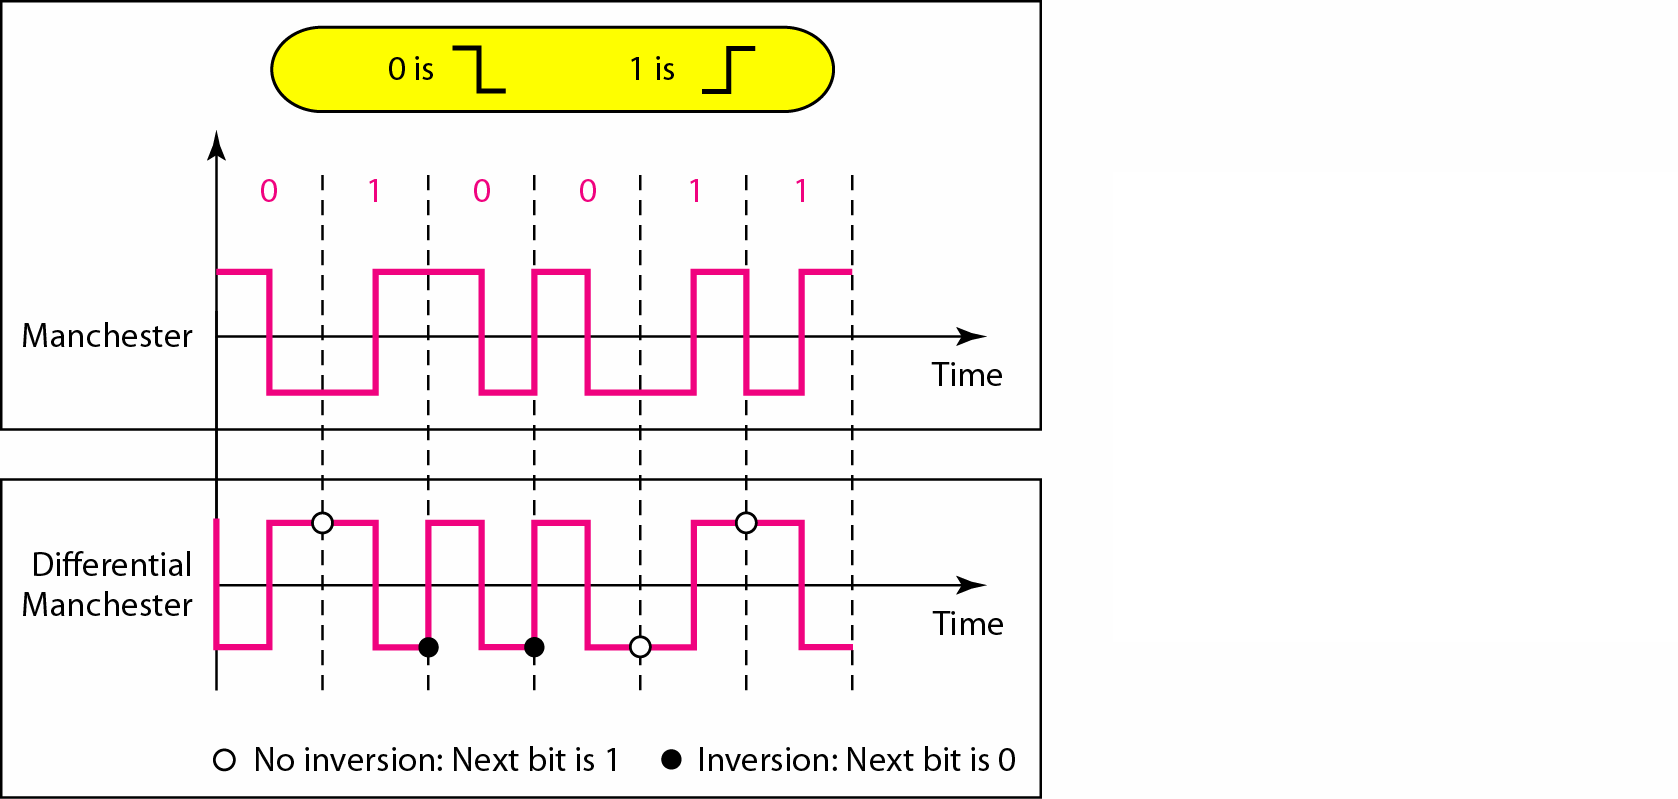 0 is 1 is
0 1 0 0 1 1
Manchester
Time
Differential
Manchester
Time
No inversion: Next bit is 1 Inversion: Next bit is 0